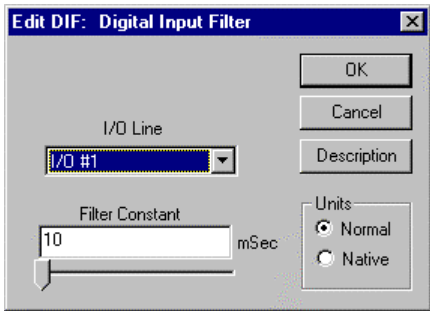 Edit DIF: Digital Input Filter
OK
Cancel
I/O Line
I/O #1
Description
Filter Constant
10
mSec
Units
Normal
Native